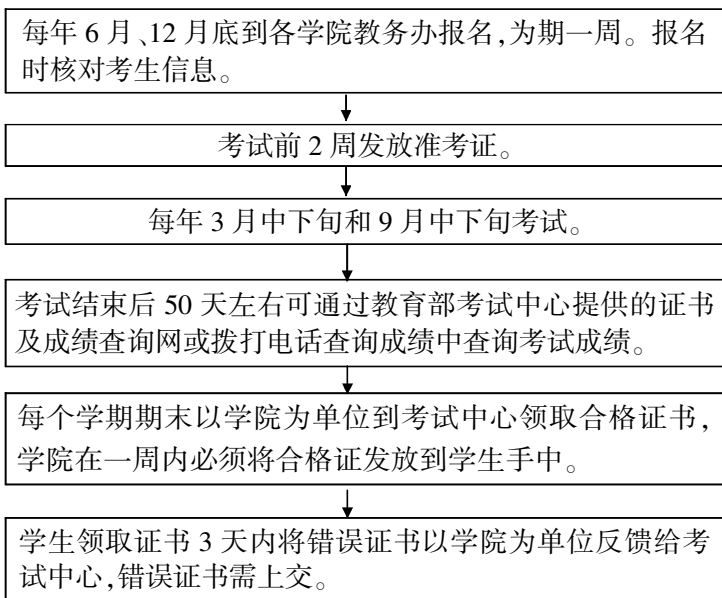 每年 6 月、12 月底到各学院教务办报名,为期一周。报名
时核对考生信息。
考试前 2 周发放准考证。
每年 3 月中下旬和 9 月中下旬考试。
考试结束后 50 天左右可通过教育部考试中心提供的证书
及成绩查询网或拨打电话查询成绩中查询考试成绩。
每个学期期末以学院为单位到考试中心领取合格证书,
学院在一周内必须将合格证发放到学生手中。
学生领取证书 3 天内将错误证书以学院为单位反馈给考
试中心,错误证书需上交。